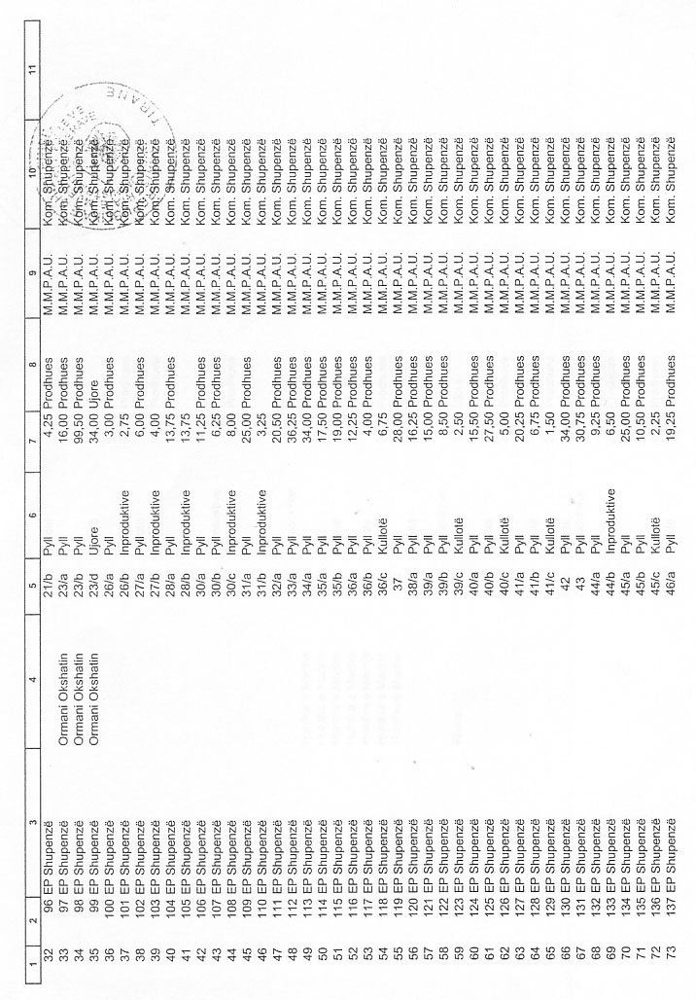 1 2 3 4 5 6 7 8 9 10 11
32 96 EP Shupenzë 21/b Pyll 4,25 Prodhues M.M.P.A.U. Kom. Shupenzë
33 97 EP Shupenzë Ormani Okshatin 23/a Pyll 16,00 Prodhues M.M.P.A.U. Kom. Shupenzë
34 98 EP Shupenzë Ormani Okshatin 23/b Pyll 99,50 Prodhues M.M.P.A.U. Kom. Shupenzë
35 99 EP Shupenzë Ormani Okshatin 23/d Ujore 34,00 Ujore M.M.P.A.U. Kom. Shupenzë
36 100 EP Shupenzë 26/a Pyll 3,00 Prodhues M.M.P.A.U. Kom. Shupenzë
37 101 EP Shupenzë 26/b Inproduktive 2,75 M.M.P.A.U. Kom. Shupenzë
38 102 EP Shupenzë 27/a Pyll 6,00 Prodhues M.M.P.A.U. Kom. Shupenzë
39 103 EP Shupenzë 27/b Inproduktive 4,00 M.M.P.A.U. Kom. Shupenzë
40 104 EP Shupenzë 28/a Pyll 13,75 Prodhues M.M.P.A.U. Kom. Shupenzë
41 105 EP Shupenzë 28/b Inproduktive 13,75 M.M.P.A.U. Kom. Shupenzë
42 106 EP Shupenzë 30/a Pyll 11,25 Prodhues M.M.P.A.U. Kom. Shupenzë
43 107 EP Shupenzë 30/b Pyll 6,25 Prodhues M.M.P.A.U. Kom. Shupenzë
44 108 EP Shupenzë 30/c Inproduktive 8,00 M.M.P.A.U. Kom. Shupenzë
45 109 EP Shupenzë 31/a Pyll 25,00 Prodhues M.M.P.A.U. Kom. Shupenzë
46 110 EP Shupenzë 31/b Inproduktive 3,25 M.M.P.A.U. Kom. Shupenzë
47 111 EP Shupenzë 32/a Pyll 20,50 Prodhues M.M.P.A.U. Kom. Shupenzë
48 112 EP Shupenzë 33/a Pyll 36,25 Prodhues M.M.P.A.U. Kom. Shupenzë
49 113 EP Shupenzë 34/a Pyll 34,00 Prodhues M.M.P.A.U. Kom. Shupenzë
50 114 EP Shupenzë 35/a Pyll 17,50 Prodhues M.M.P.A.U. Kom. Shupenzë
51 115 EP Shupenzë 35/b Pyll 19,00 Prodhues M.M.P.A.U. Kom. Shupenzë
52 116 EP Shupenzë 36/a Pyll 12,25 Prodhues M.M.P.A.U. Kom. Shupenzë
53 117 EP Shupenzë 36/b Pyll 4,00 Prodhues M.M.P.A.U. Kom. Shupenzë
54 118 EP Shupenzë 36/c Kullotë 6,75 M.M.P.A.U. Kom. Shupenzë
55 119 EP Shupenzë 37 Pyll 28,00 Prodhues M.M.P.A.U. Kom. Shupenzë
56 120 EP Shupenzë 38/a Pyll 16,25 Prodhues M.M.P.A.U. Kom. Shupenzë
57 121 EP Shupenzë 39/a Pyll 15,00 Prodhues M.M.P.A.U. Kom. Shupenzë
58 122 EP Shupenzë 39/b Pyll 8,50 Prodhues M.M.P.A.U. Kom. Shupenzë
59 123 EP Shupenzë 39/c Kullotë 2,50 M.M.P.A.U. Kom. Shupenzë
60 124 EP Shupenzë 40/a Pyll 15,50 Prodhues M.M.P.A.U. Kom. Shupenzë
61 125 EP Shupenzë 40/b Pyll 27,50 Prodhues M.M.P.A.U. Kom. Shupenzë
62 126 EP Shupenzë 40/c Kullotë 5,00 M.M.P.A.U. Kom. Shupenzë
63 127 EP Shupenzë 41/a Pyll 20,25 Prodhues M.M.P.A.U. Kom. Shupenzë
64 128 EP Shupenzë 41/b Pyll 6,75 Prodhues M.M.P.A.U. Kom. Shupenzë
65 129 EP Shupenzë 41/c Kullotë 1,50 M.M.P.A.U. Kom. Shupenzë
66 130 EP Shupenzë 42 Pyll 34,00 Prodhues M.M.P.A.U. Kom. Shupenzë
67 131 EP Shupenzë 43 Pyll 30,75 Prodhues M.M.P.A.U. Kom. Shupenzë
68 132 EP Shupenzë 44/a Pyll 9,25 Prodhues M.M.P.A.U. Kom. Shupenzë
69 133 EP Shupenzë 44/b Inproduktive 6,50 M.M.P.A.U. Kom. Shupenzë
70 134 EP Shupenzë 45/a Pyll 25,00 Prodhues M.M.P.A.U. Kom. Shupenzë
71 135 EP Shupenzë 45/b Pyll 10,50 Prodhues M.M.P.A.U. Kom. Shupenzë
72 136 EP Shupenzë 45/c Kullotë 2,25 M.M.P.A.U. Kom. Shupenzë
73 137 EP Shupenzë 46/a Pyll 19,25 Prodhues M.M.P.A.U. Kom. Shupenzë
TIRANE